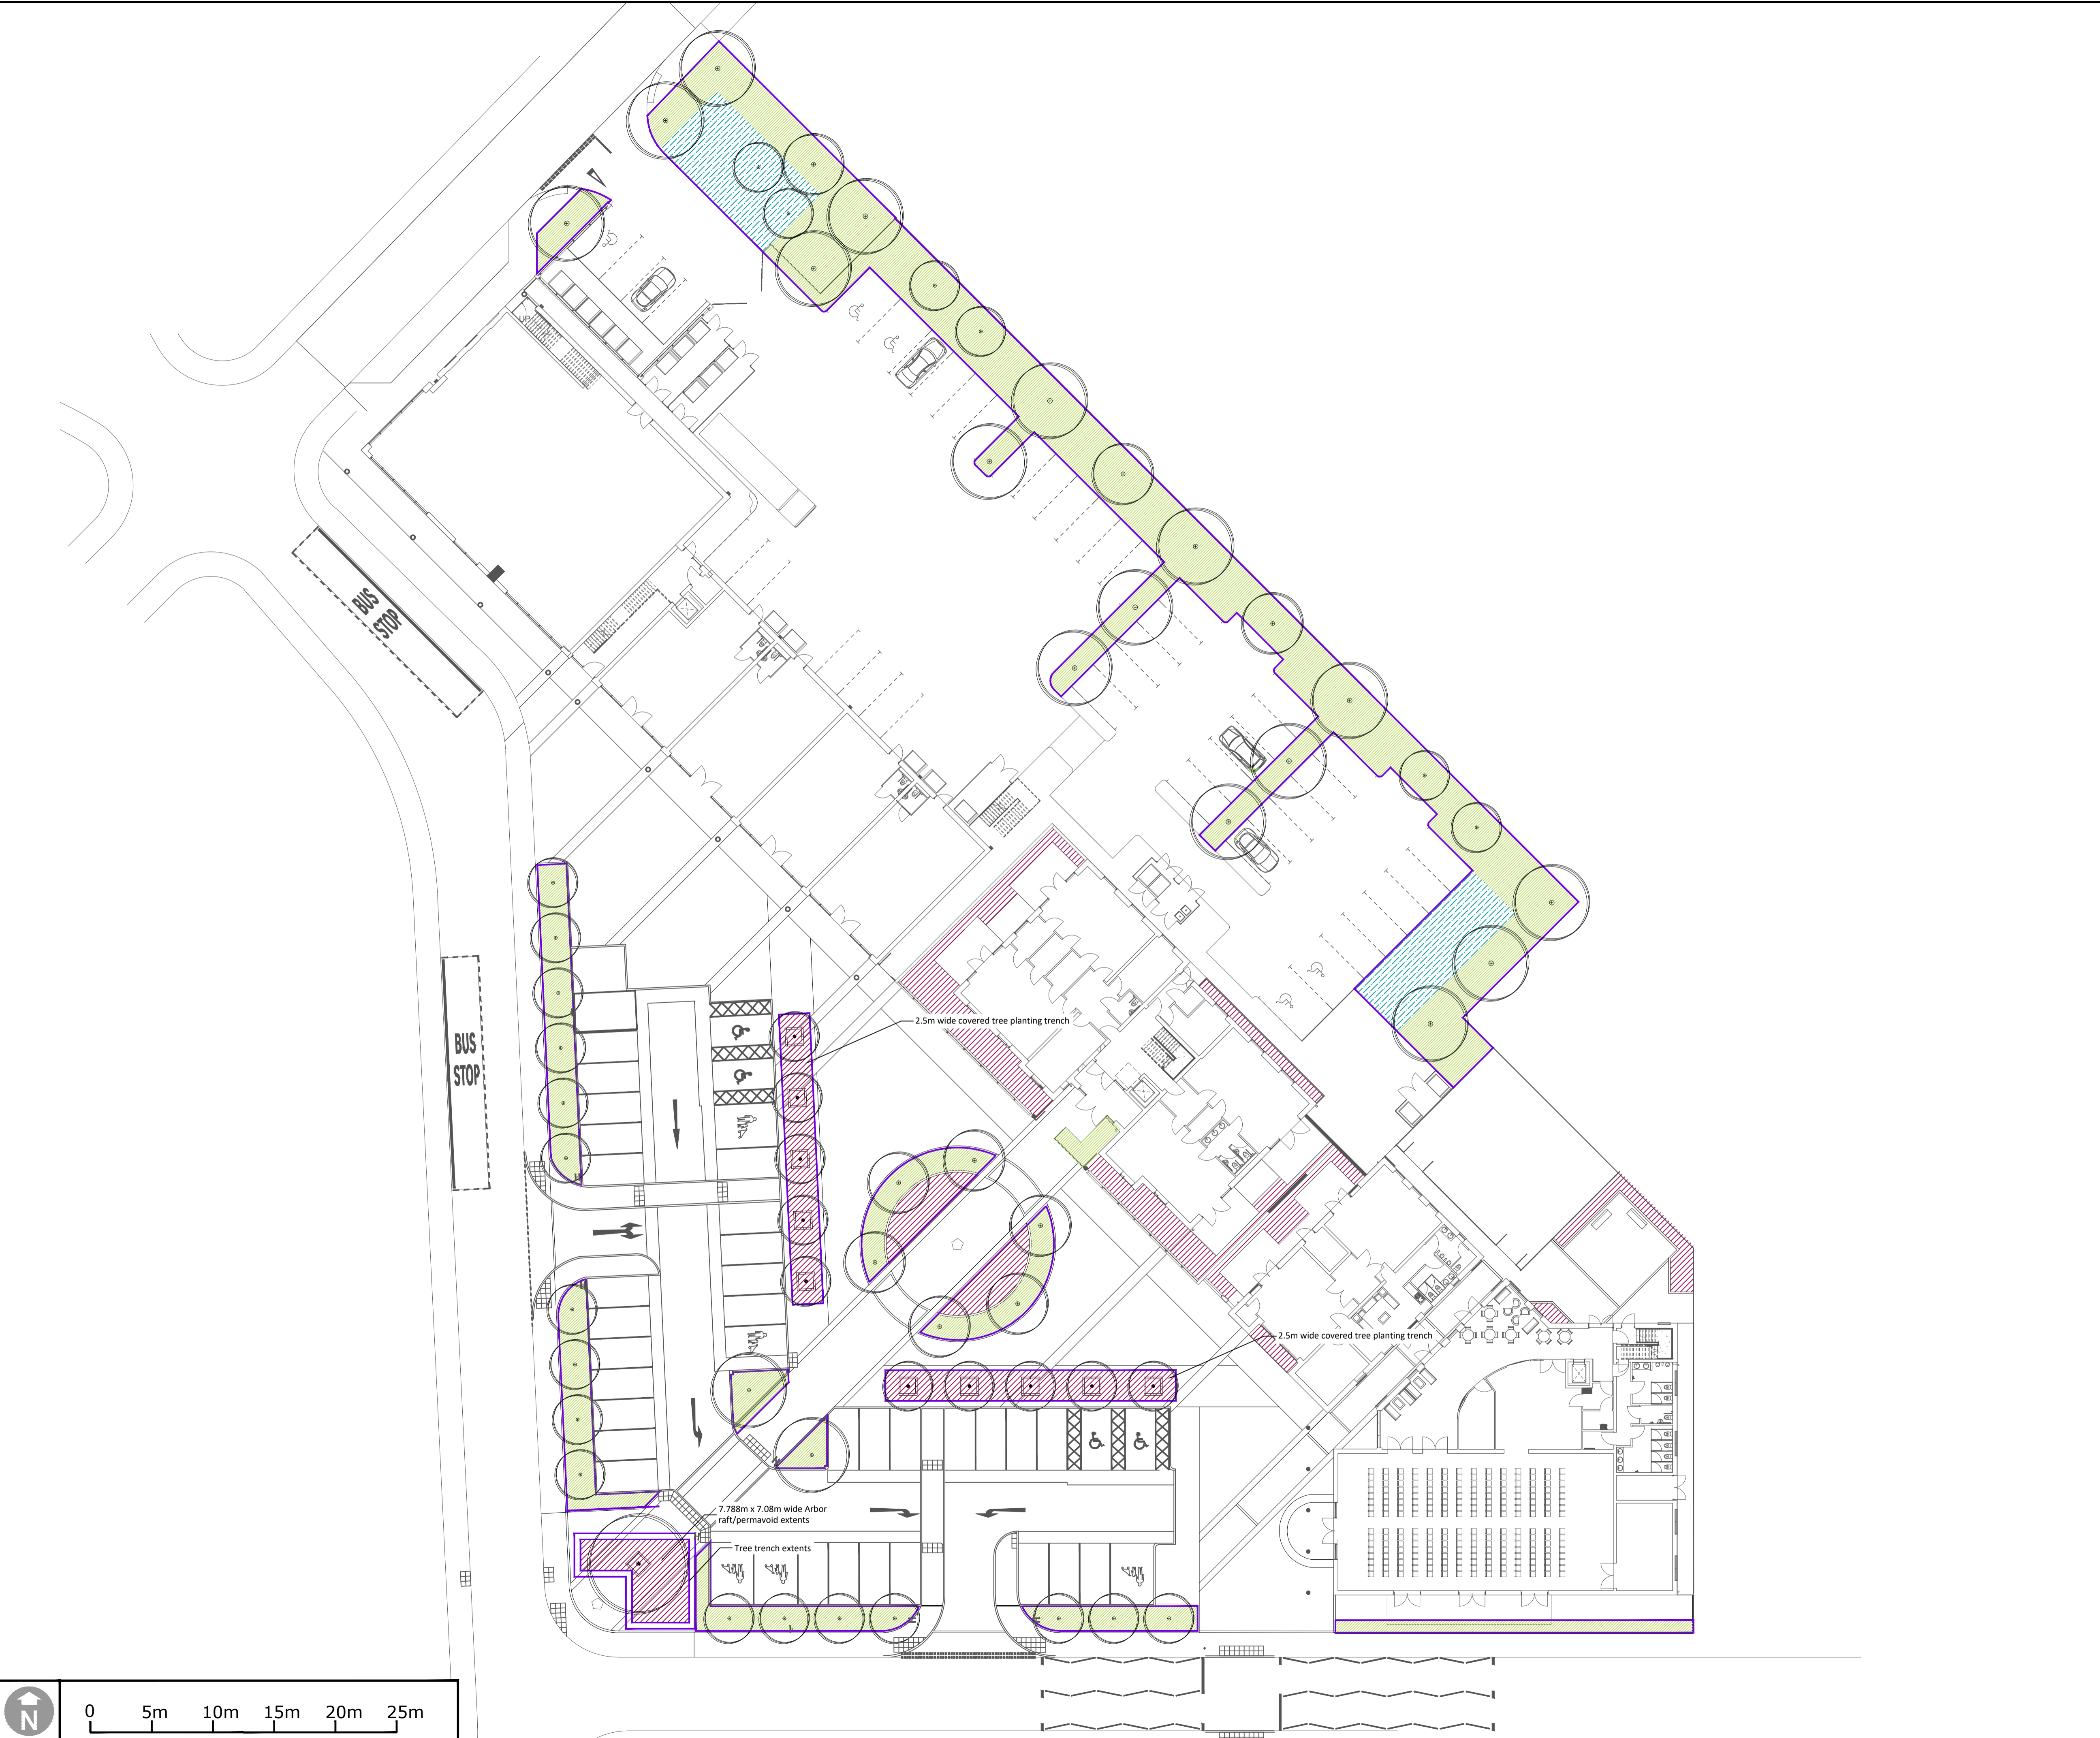 UP
BUS
STOP
2.5m wide covered tree planting trench
BUS
STOP
2.5m wide covered tree planting trench
7.788m x 7.08m wide Arbor
raft/permavoid extents
Tree trench extents
N
0 5m 10m 15m 20m 25m